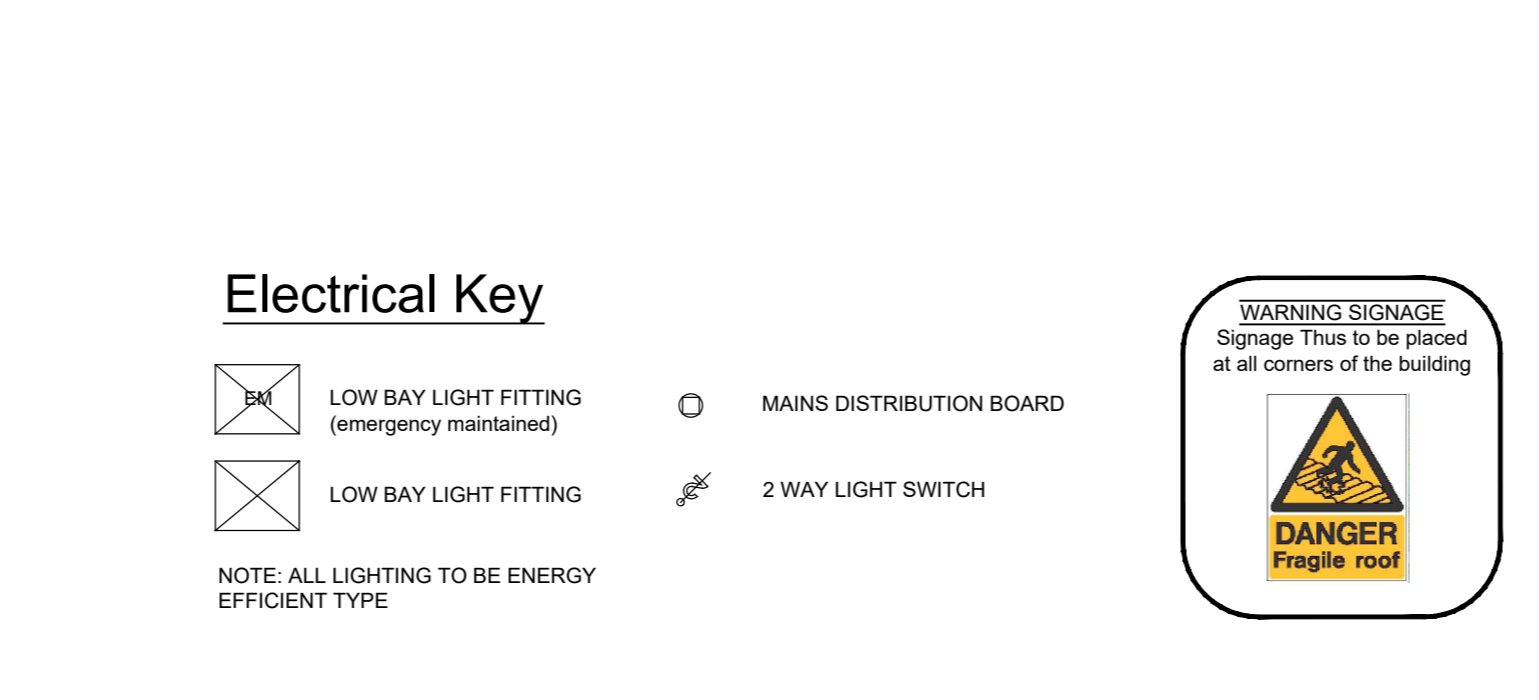 Electrical Key
EM
LOW BAY LIGHT FITTING
(emergency maintained)
LOW BAY LIGHT FITTING
NOTE: ALL LIGHTING TO BE ENERGY
EFFICIENT TYPE
MAINS DISTRIBUTION BOARD
2 WAY LIGHT SWITCH
WARNING SIGNAGE
Signage Thus to be placed
at all corners of the building
DANGER
Fragile roof